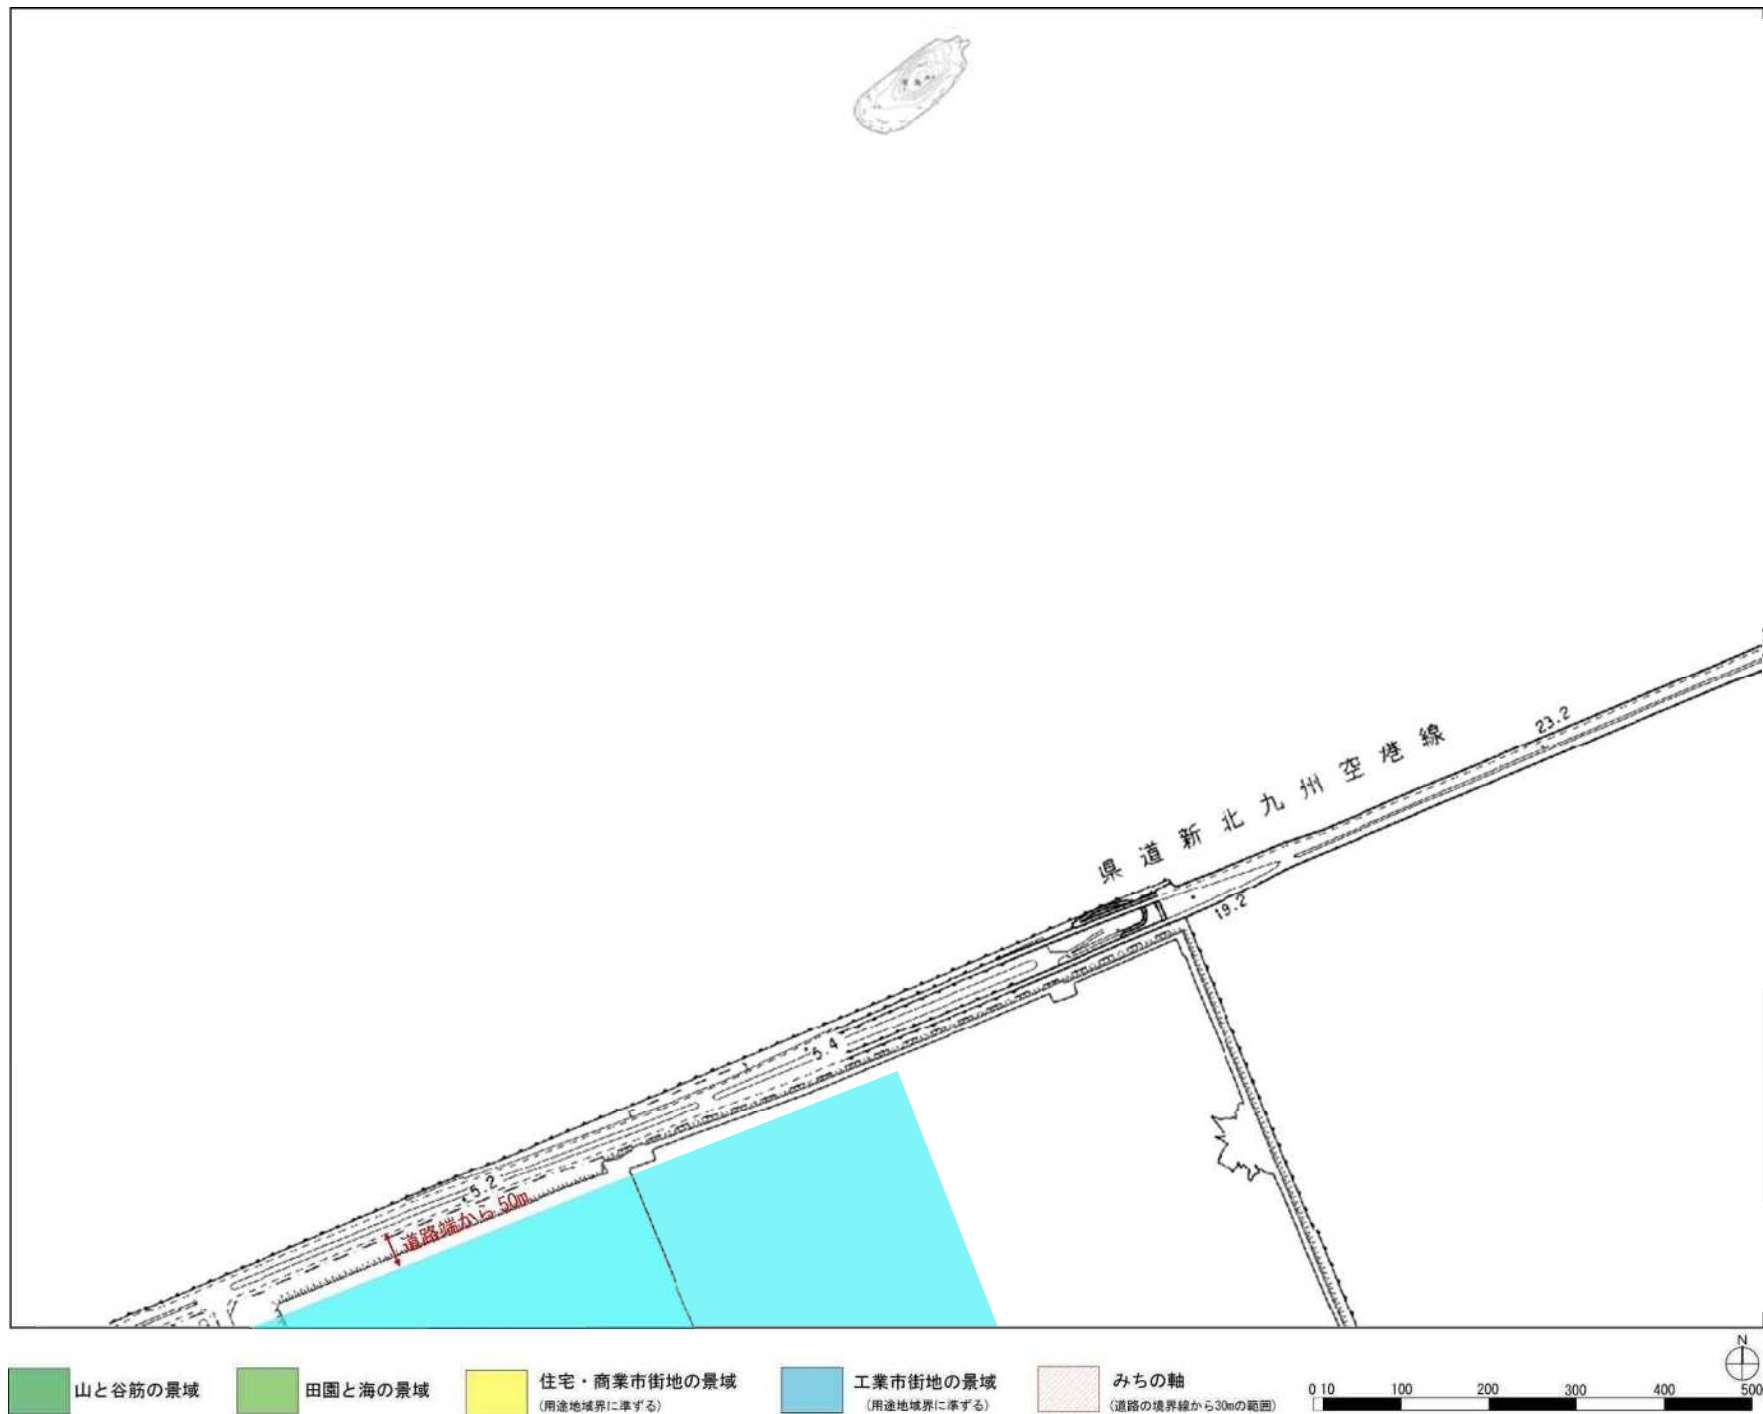 県道新北九州空港線
23.2
19.2
5.4
5.2
道路端から50m
N
山と谷筋の景域
田園と海の景域
住宅・商業市街地の景域
(用途地域界に準ずる)
工業市街地の景域
(用途地域界に準ずる)
みちの軸
(道路の境界線から30mの範囲)
0 10 100 200 300 400 500